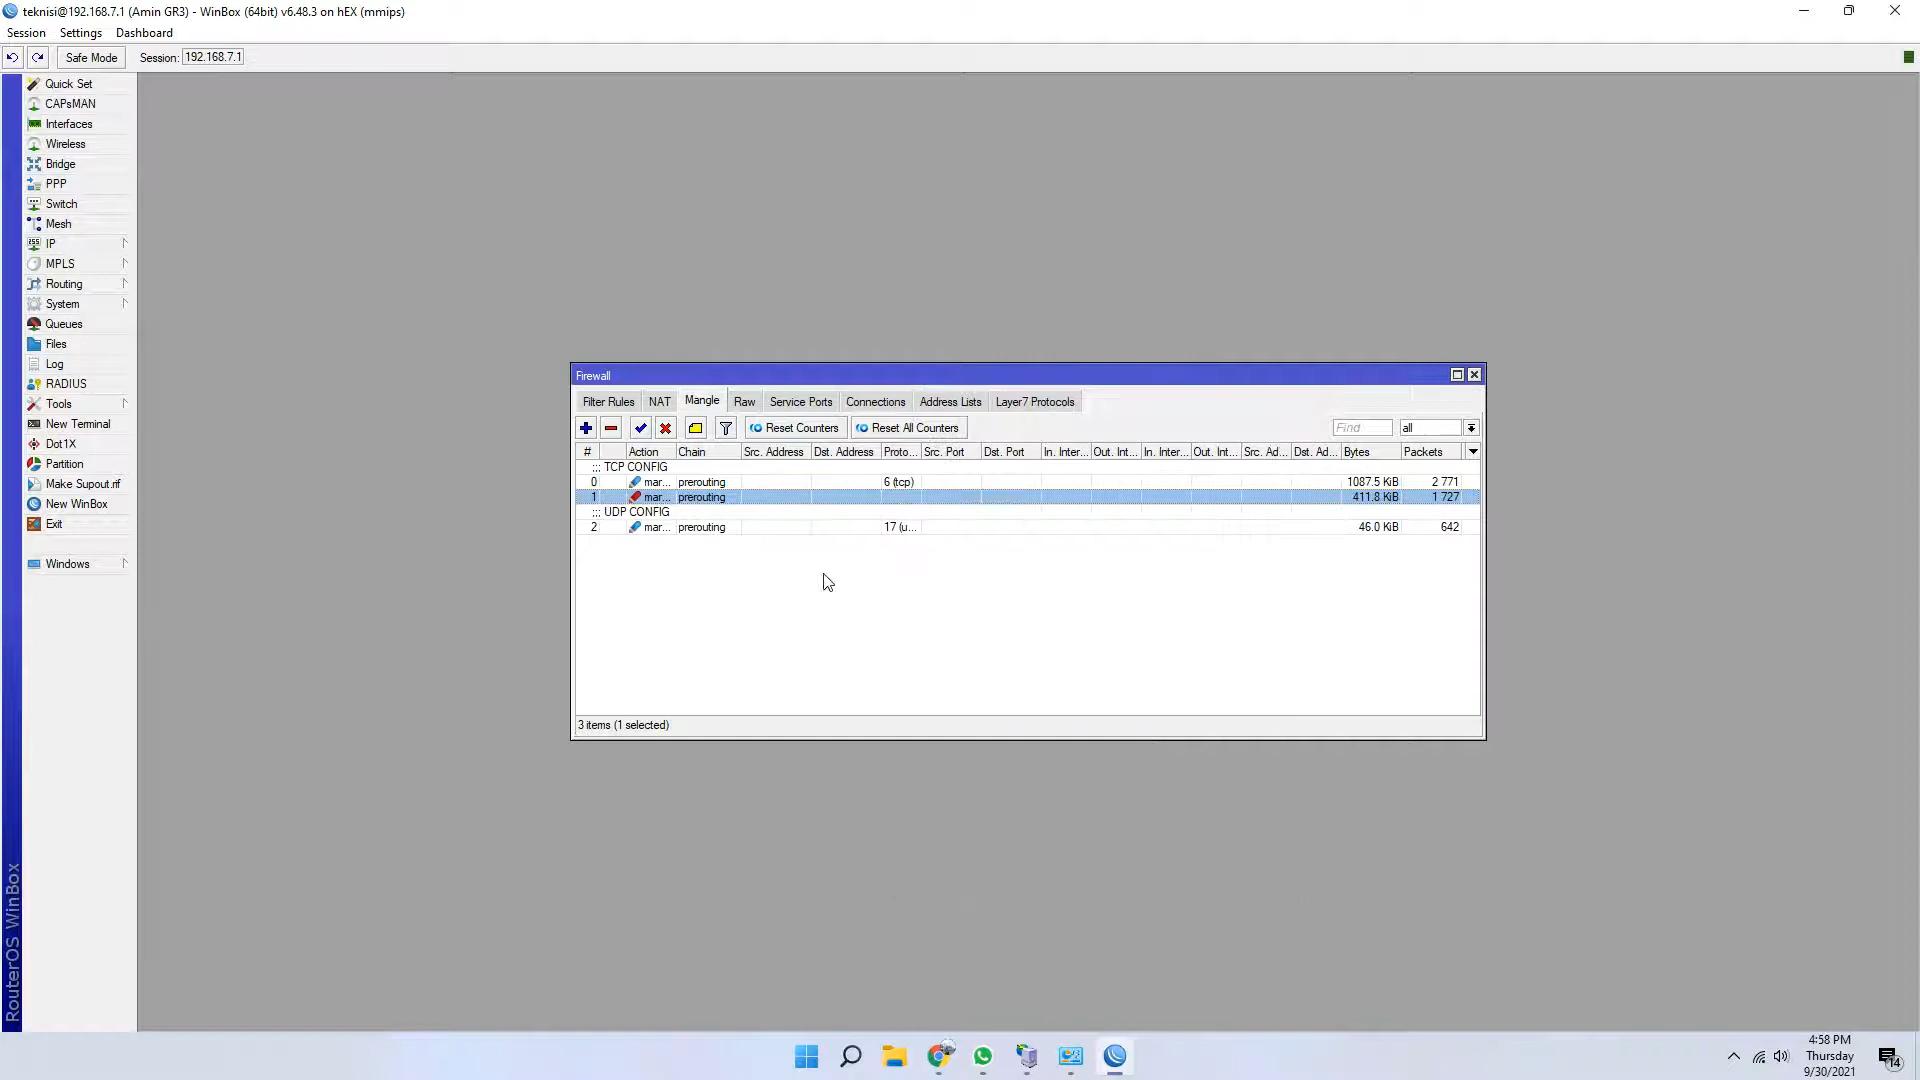 teknisi@192.168.7.1 (Amin GR3) - WinBox (64bit) v6.48.3 on hEX (mmips)
Session Settings Dashboard
Safe Mode Session: 192.168.7.1
Quick Set
CAPsMAN
Interfaces
Wireless
Bridge
PPP
Switch
Mesh
IP
MPLS
Routing
System
Queues
Files
Log
RADIUS
Tools
New Terminal
Dot1X
Partition
Make Supout.rif
New WinBox
Exit
Windows
RouterOS WinBox
Firewall
Filter Rules NAT Mangle Raw Service Ports Connections Address Lists Layer7 Protocols
Reset Counters Reset All Counters Find all
# Action Chain Src. Address Dst. Address Proto... Src. Port Dst. Port In. Inter... Out. Int... In. Inter... Out. Int... Src. Ad... Dst. Ad... Bytes Packets
;;; TCP CONFIG
0 mar... prerouting 6 (tcp) 1087.5 KiB 2 771
1 mar... prerouting 411.8 KiB 1 727
;;; UDP CONFIG
2 mar... prerouting 17 (u... 46.0 KiB 642
3 items (1 selected)
4:58 PM
Thursday
9/30/2021
14